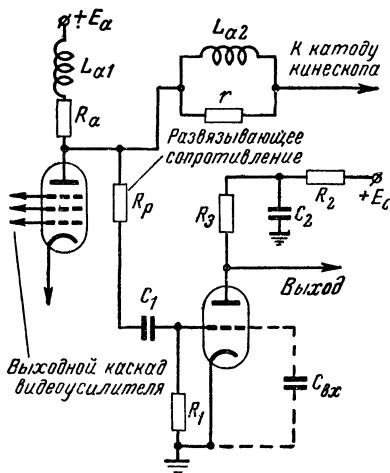 +Eа
Lа1
Rа
Lа2
r
К катоду
кинескопа
Развязывающее
сопротивление
Rр
R3
C2
R2
+Eа
Выход
C1
Выходной каскад
видеоусилителя
R1
Cвх